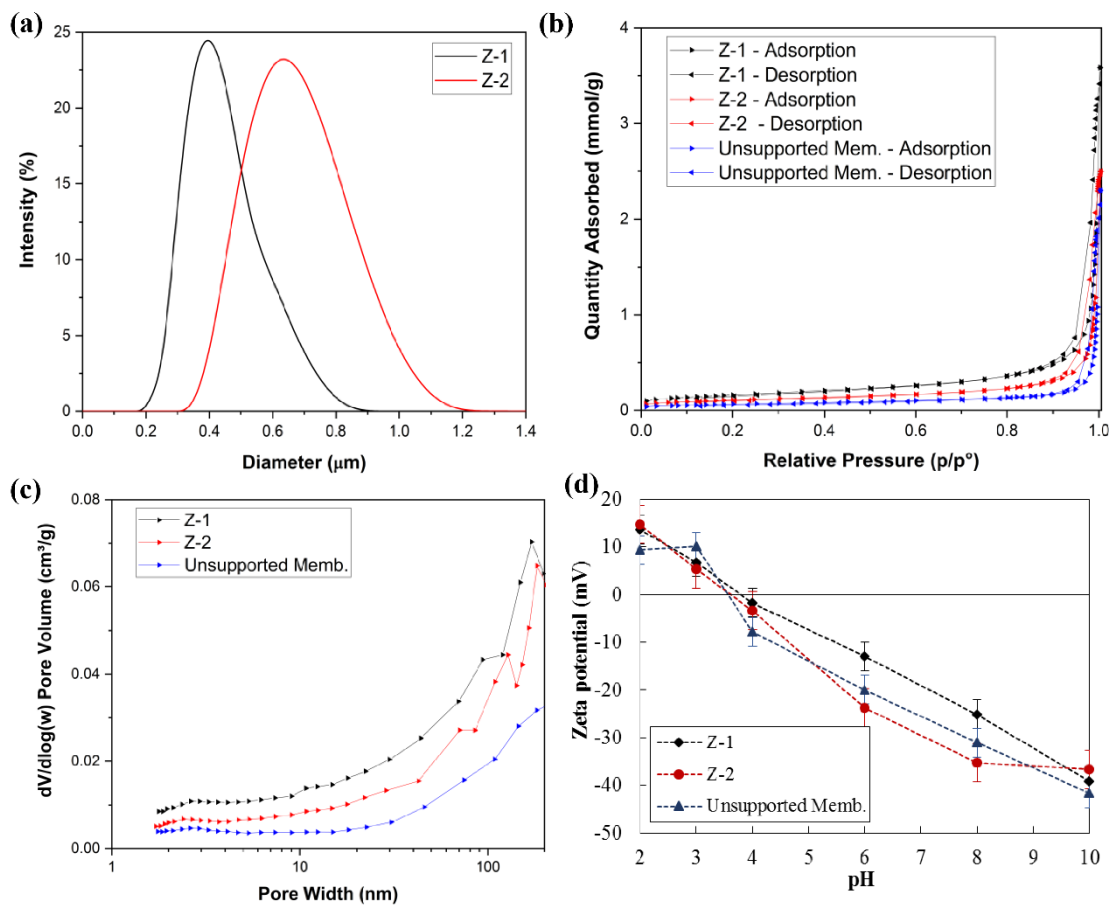 (a)
25
20
15
10
5
0
Intensity (%)
0.0 0.2 0.4 0.6 0.8 1.0 1.2 1.4
Diameter (μm)
Z-1
Z-2
(b)
4
3
2
1
0
Quantity Adsorbed (mmol/g)
0.0 0.2 0.4 0.6 0.8 1.0
Relative Pressure (p/p°)
Z-1 - Adsorption
Z-1 - Desorption
Z-2 - Adsorption
Z-2 - Desorption
Unsupported Mem. - Adsorption
Unsupported Mem. - Desorption
(c)
0.08
0.06
0.04
0.02
0.00
dV/dlog(w) Pore Volume (cm³/g)
1 10 100
Pore Width (nm)
Z-1
Z-2
Unsupported Memb.
(d)
20
10
0
-10
-20
-30
-40
-50
Zeta potential (mV)
2 3 4 5 6 7 8 9 10
pH
Z-1
Z-2
Unsupported Memb.